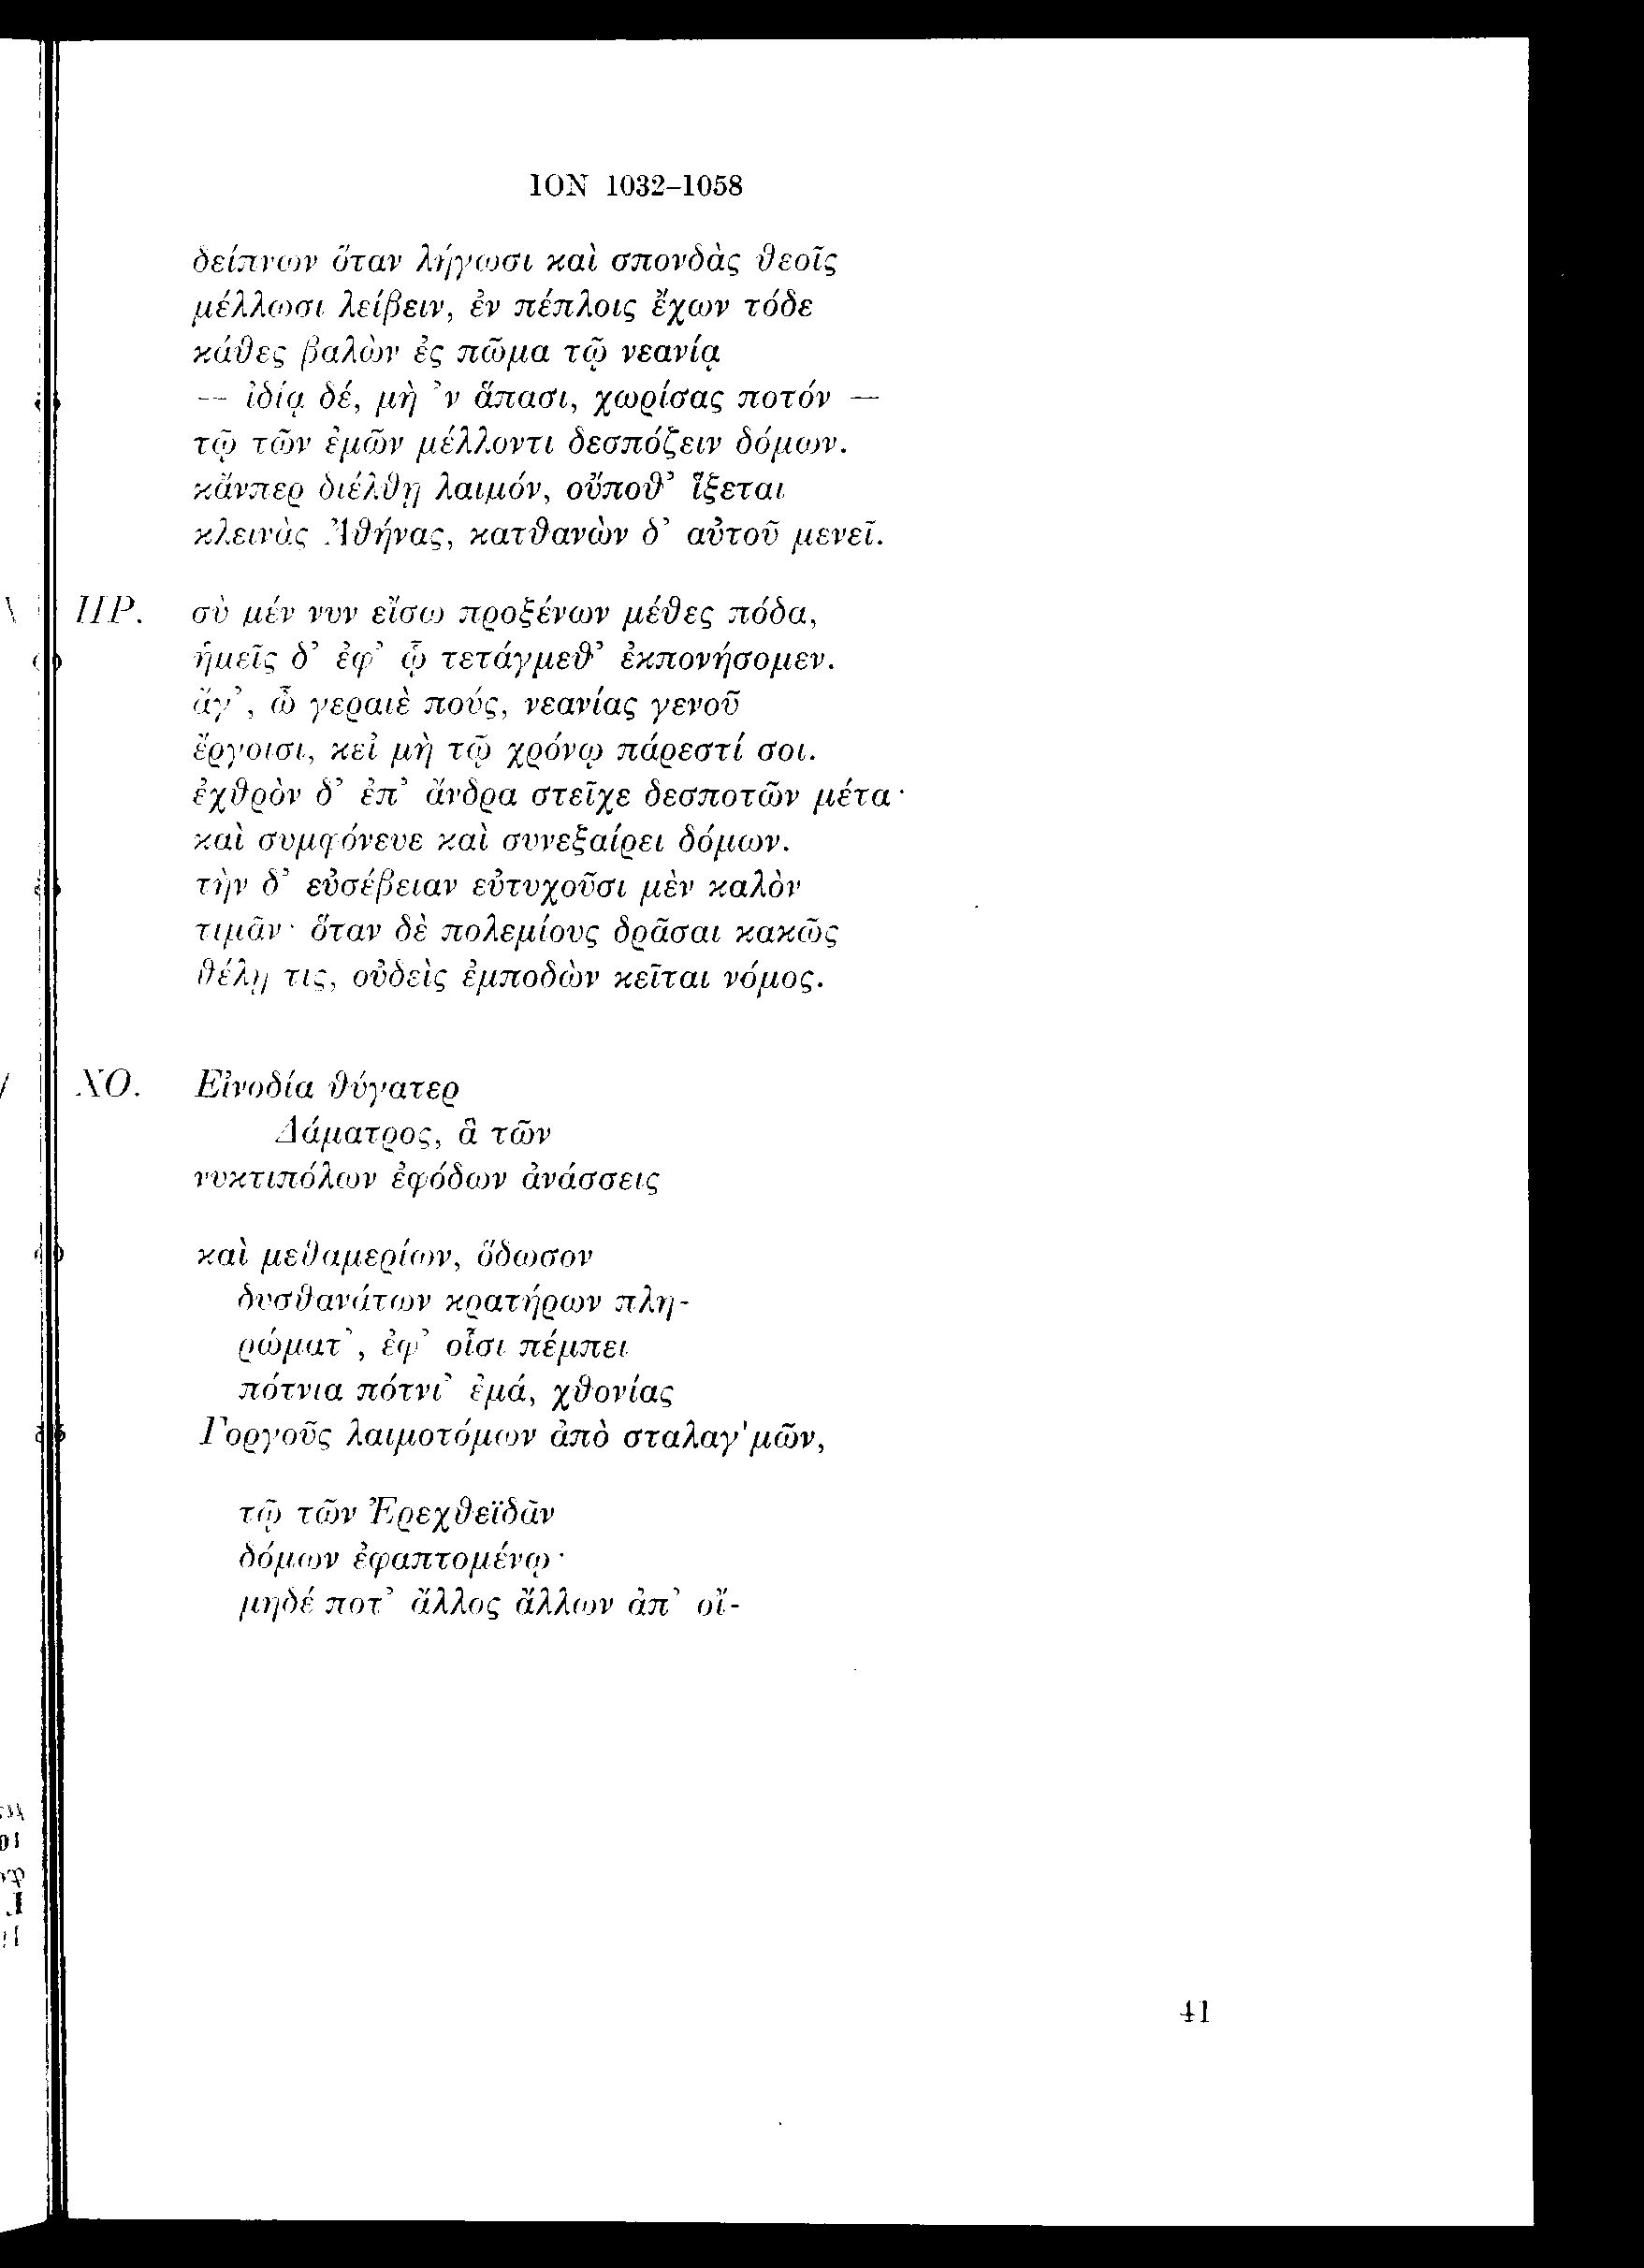 ION 1032–1058
δείπνων ὅταν λήγωσι καὶ σπονδὰς θεοῖς
μέλλωσι λείβειν, ἐν πέπλοις ἔχων τόδε
κάθες βαλὼν ἐς πῶμα τῷ νεανίᾳ
— ἰδίᾳ δέ, μὴ ’ν ἅπασι, χωρίσας ποτόν —
τῷ τῶν ἐμῶν μέλλοντι δεσπόζειν δόμων.
κἄνπερ διέλθῃ λαιμόν, οὔποθ’ ἵξεται
κλεινὰς Ἀθήνας, κατθανὼν δ’ αὐτοῦ μενεῖ.
ΠΡ. σὺ μέν νυν εἴσω προξένων μέθες πόδα,
ἡμεῖς δ’ ἐφ’ ᾧ τετάγμεθ’ ἐκπονήσομεν.
ἄγ’, ὦ γεραιὲ πούς, νεανίας γενοῦ
ἔργοισι, κεἰ μὴ τῷ χρόνῳ πάρεστί σοι.
ἐχθρὸν δ’ ἐπ’ ἄνδρα στεῖχε δεσποτῶν μέτα·
καὶ συμφόνευε καὶ συνεξαίρει δόμων.
τὴν δ’ εὐσέβειαν εὐτυχοῦσι μὲν καλὸν
τιμᾶν· ὅταν δὲ πολεμίους δρᾶσαι κακῶς
θέλῃ τις, οὐδεὶς ἐμποδὼν κεῖται νόμος.
ΧΟ. Εἰνοδία θύγατερ
Δάματρος, ἃ τῶν
νυκτιπόλων ἐφόδων ἀνάσσεις
καὶ μεθαμερίων, ὅδωσον
δυσθανάτων κρατήρων πλη-
ρώματ’, ἐφ’ οἷσι πέμπει
πότνια πότνι’ ἐμά, χθονίας
Γοργοῦς λαιμοτόμων ἀπὸ σταλαγ'μῶν,
τῷ τῶν Ἐρεχθεϊδᾶν
δόμων ἐφαπτομένῳ·
μηδέ ποτ’ ἄλλος ἄλλων ἀπ’ οἴ-
41